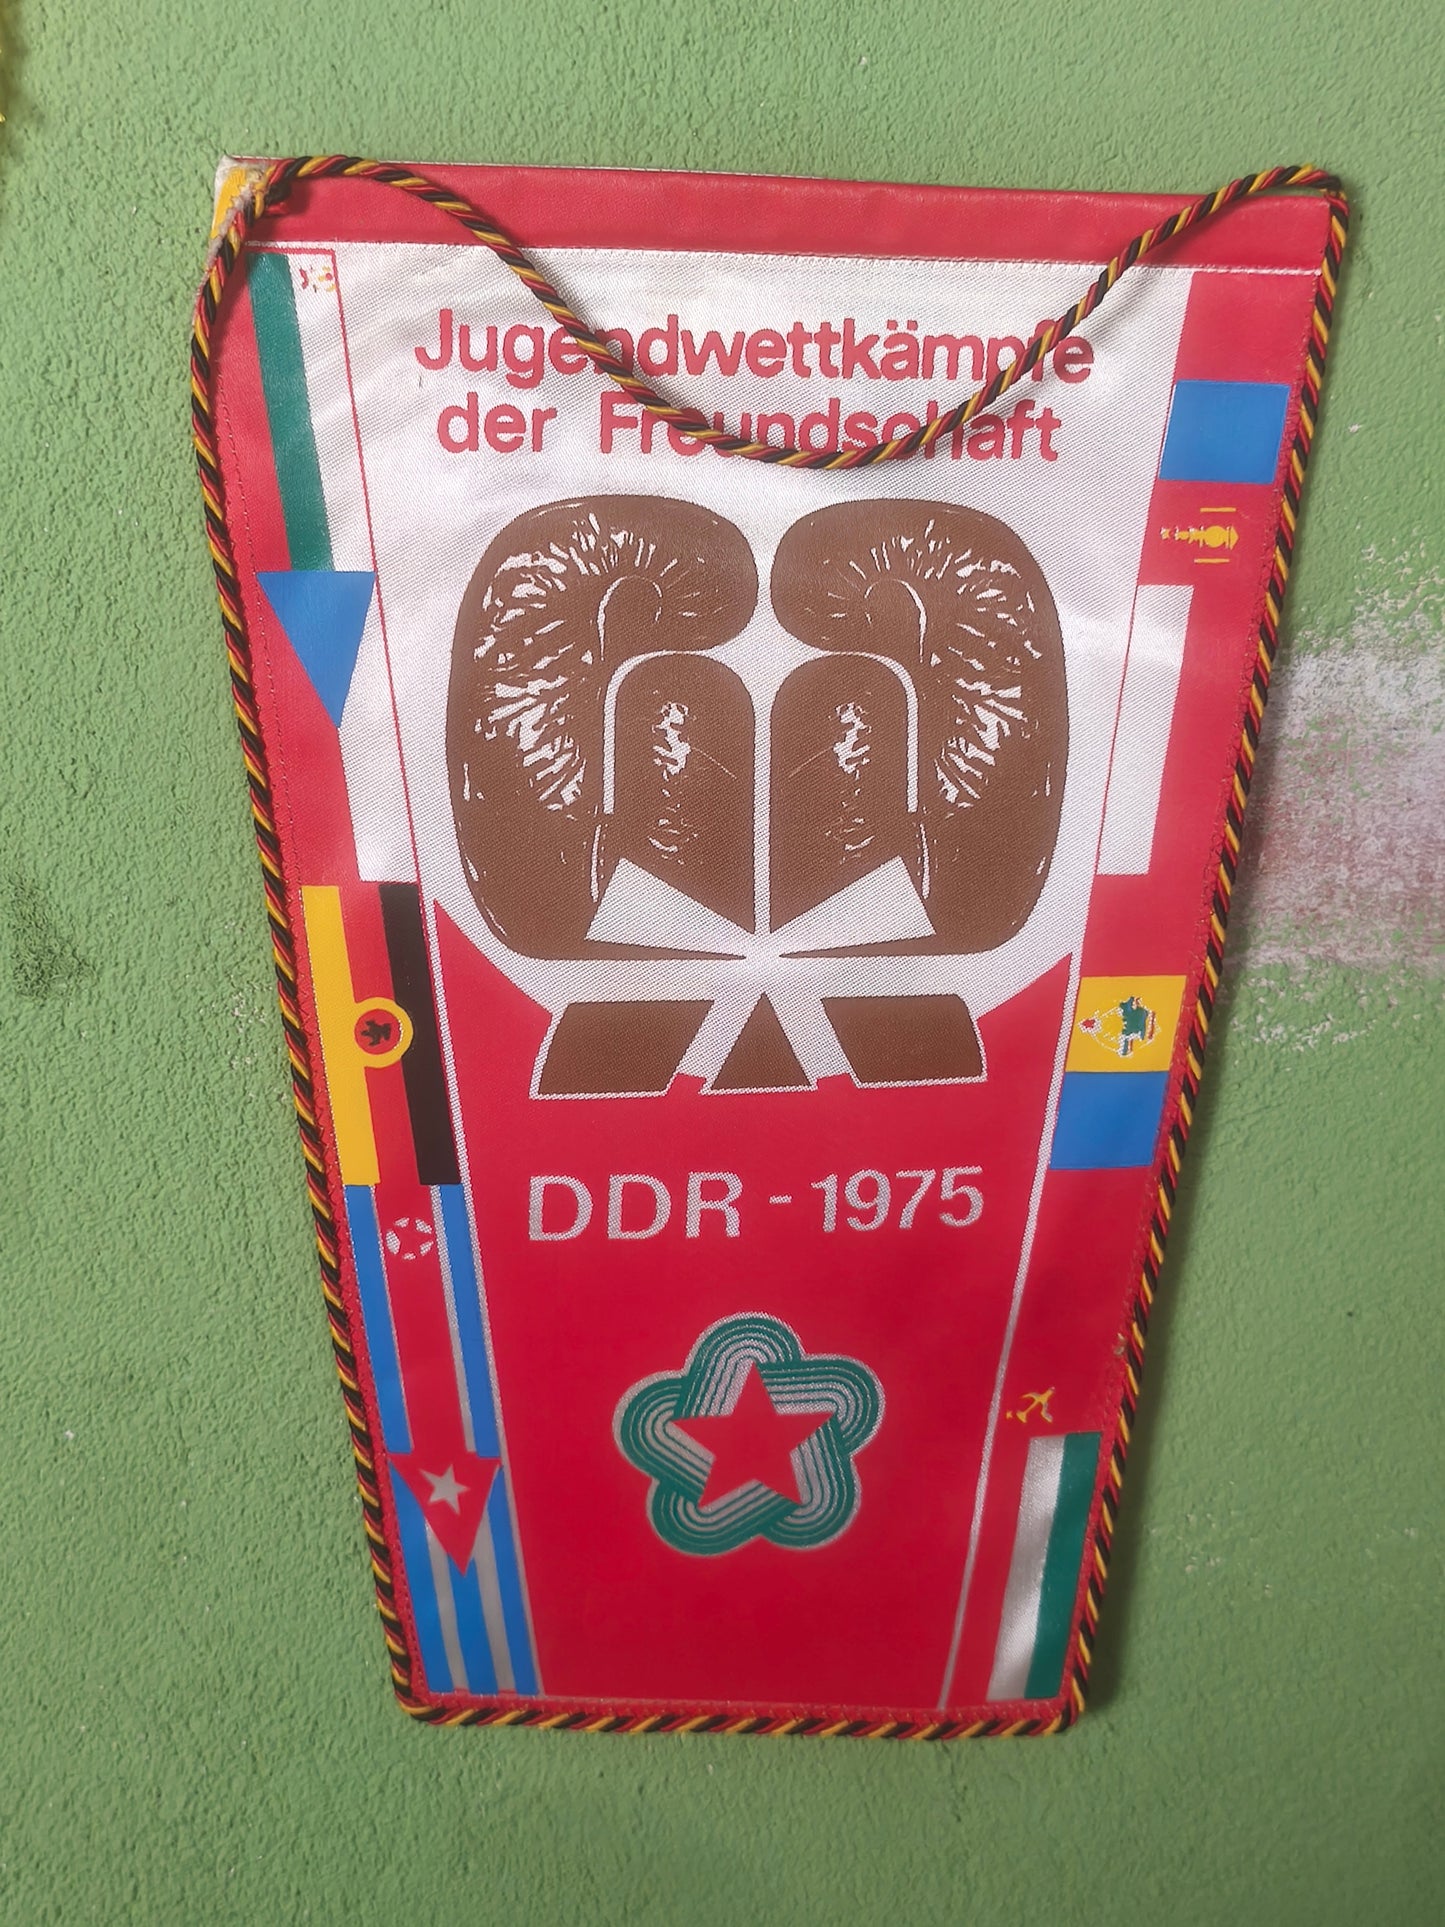 Jugendwettkämpfe
der Freundschaft
DDR - 1975